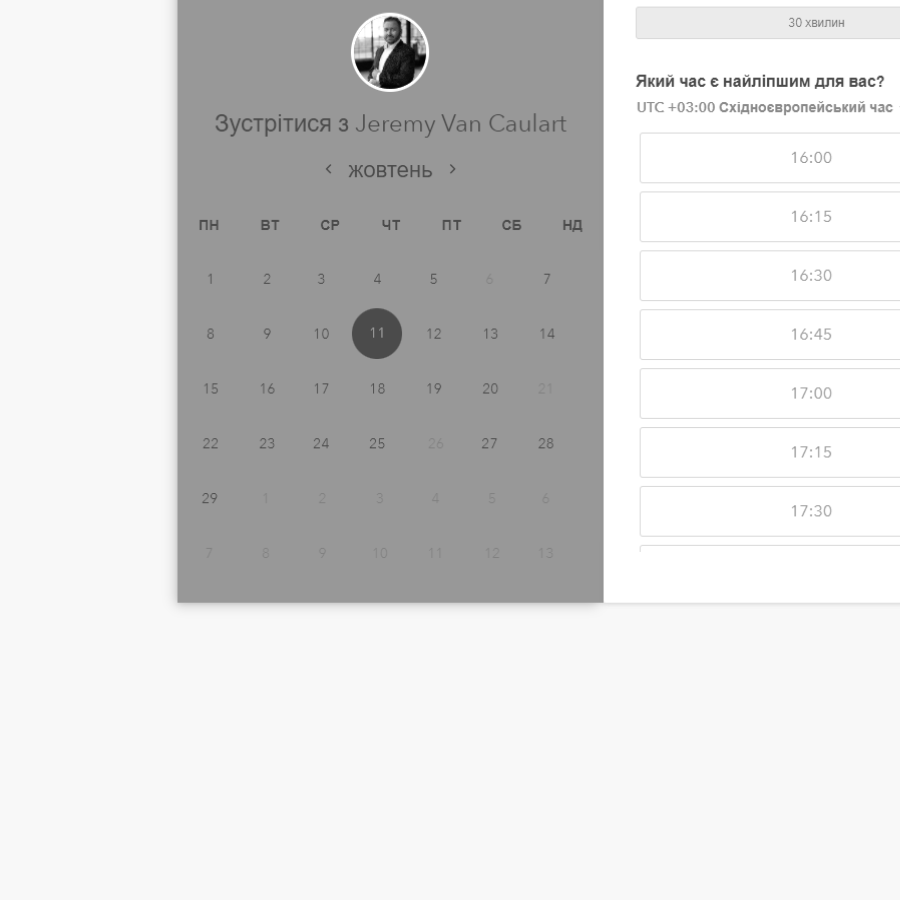 Зустрітися з Jeremy Van Caulart
жовтень
ПН ВТ СР ЧТ ПТ СБ НД
1 2 3 4 5 6 7
8 9 10 11 12 13 14
15 16 17 18 19 20 21
22 23 24 25 26 27 28
29 1 2 3 4 5 6
7 8 9 10 11 12 13
30 хвилин
Який час є найліпшим для вас?
UTC +03:00 Східноєвропейський час
16:00
16:15
16:30
16:45
17:00
17:15
17:30